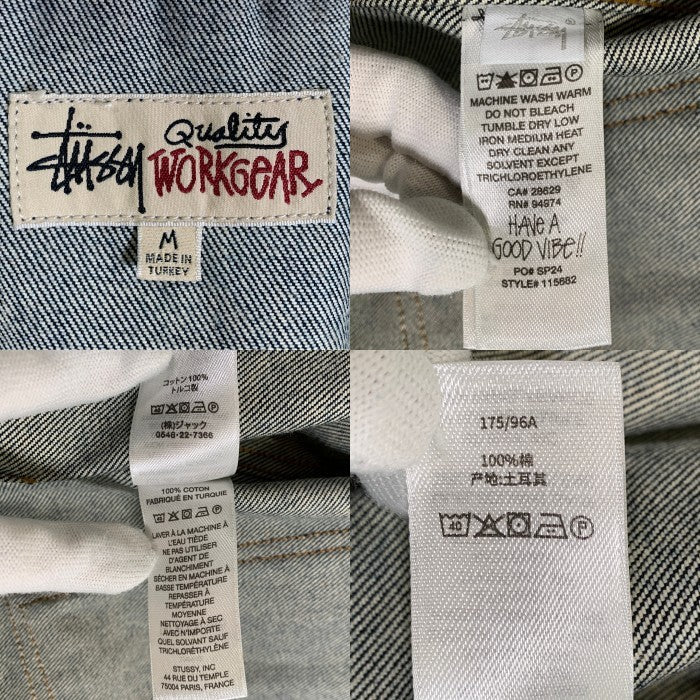 Stüssy
Quality
WORKGEAR
M
MADE IN
TURKEY
Stüssy
MACHINE WASH WARM
DO NOT BLEACH
TUMBLE DRY LOW
IRON MEDIUM HEAT
DRY CLEAN ANY
SOLVENT EXCEPT
TRICHLOROETHYLENE
CA# 28629
RN# 94974
HAVE A
GOOD VIBE!!
PO# SP24
STYLE# 115682
コットン100%
トルコ製
40
(株)ジャック
0548-22-7366
100% COTON
FABRIQUÉ EN TURQUIE
LAVER À LA MACHINE À
L'EAU TIÈDE
NE PAS UTILISER
D'AGENT DE
BLANCHIMENT
SÉCHER EN MACHINE À
BASSE TEMPÉRATURE
REPASSER À
TEMPÉRATURE
MOYENNE
NETTOYAGE À SEC
AVEC N'IMPORTE
QUEL SOLVANT SAUF
TRICHLORÉTHYLÈNE
STUSSY, INC
44 RUE DU TEMPLE
75004 PARIS, FRANCE
175/96A
100%棉
产地:土耳其
40
P